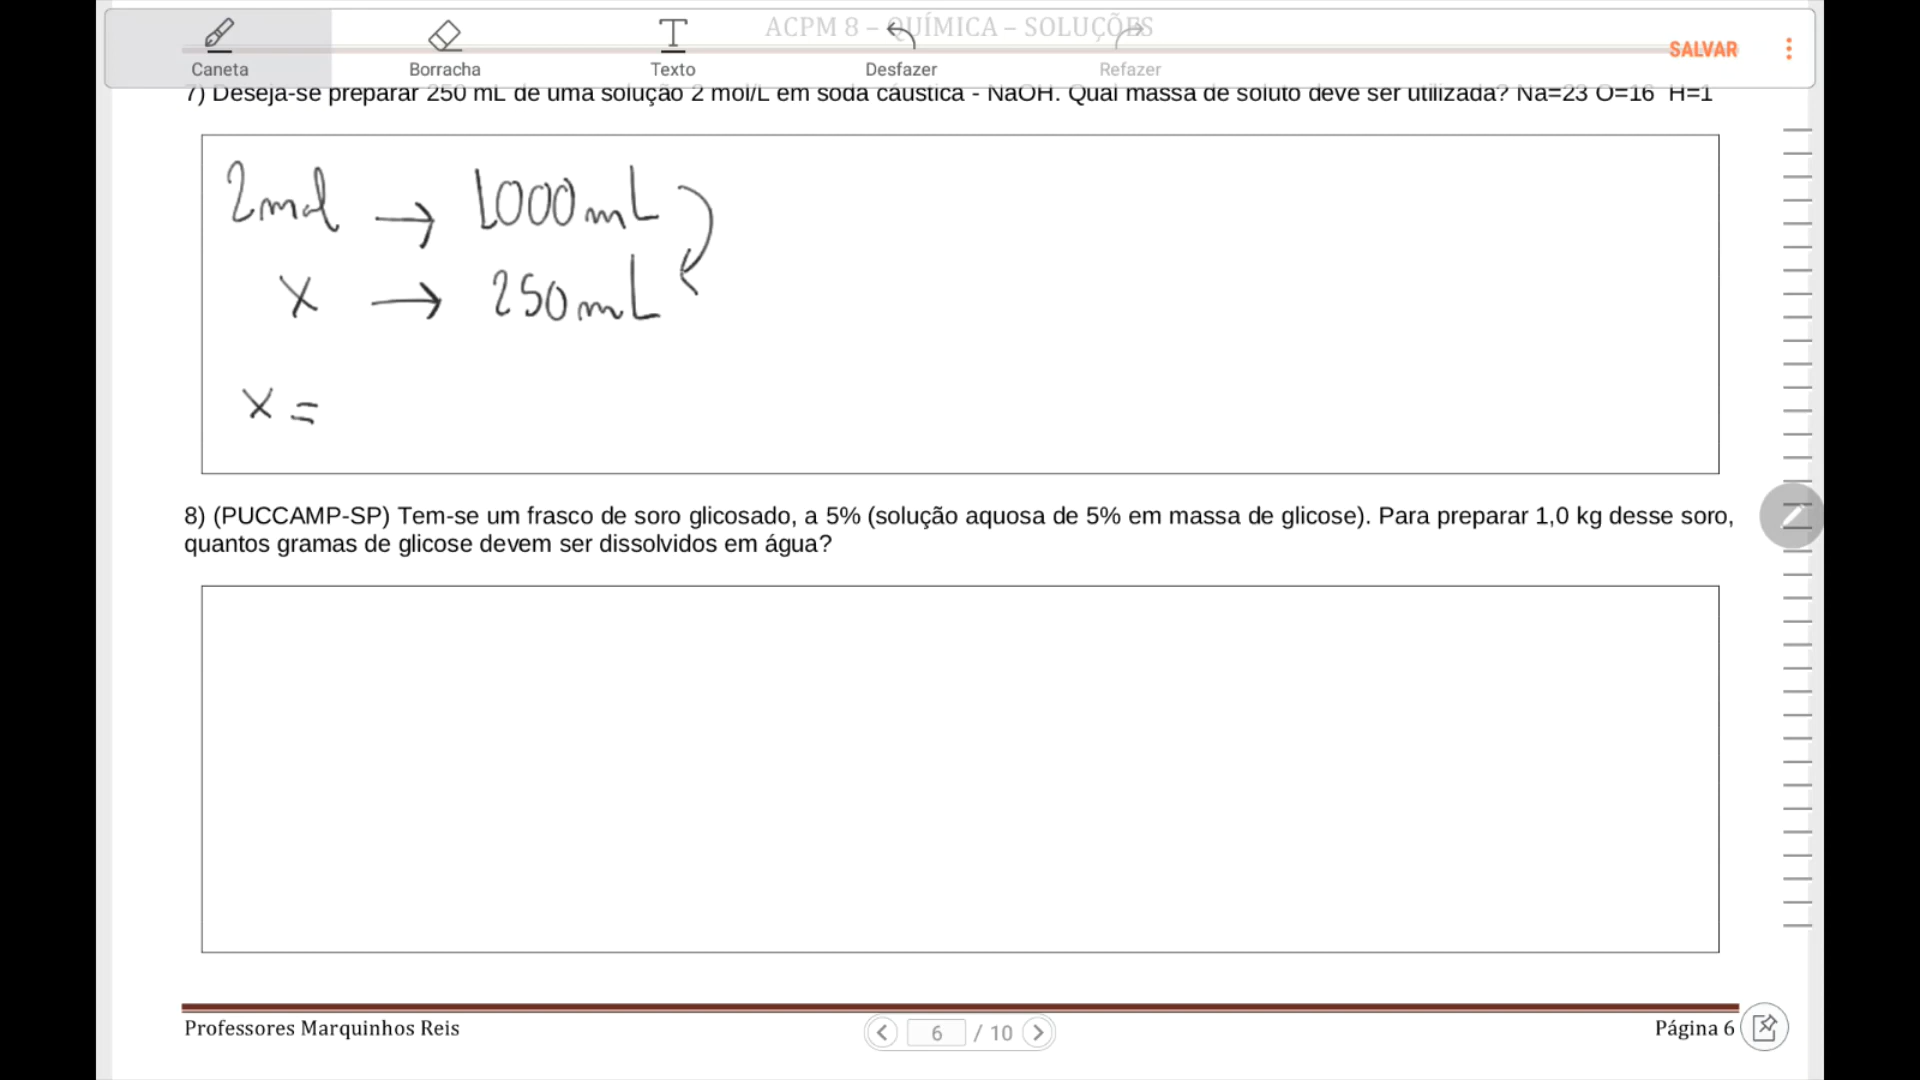 ACPM 8 – QUÍMICA – SOLUÇÕES
Caneta
Borracha
Texto
Desfazer
Refazer
SALVAR
7) Deseja-se preparar 250 mL de uma solução 2 mol/L em soda cáustica - NaOH. Qual massa de soluto deve ser utilizada? Na=23 O=16 H=1
2mol → 1000mL
x → 250mL
x =
8) (PUCCAMP-SP) Tem-se um frasco de soro glicosado, a 5% (solução aquosa de 5% em massa de glicose). Para preparar 1,0 kg desse soro,
quantos gramas de glicose devem ser dissolvidos em água?
Professores Marquinhos Reis
6 / 10
Página 6